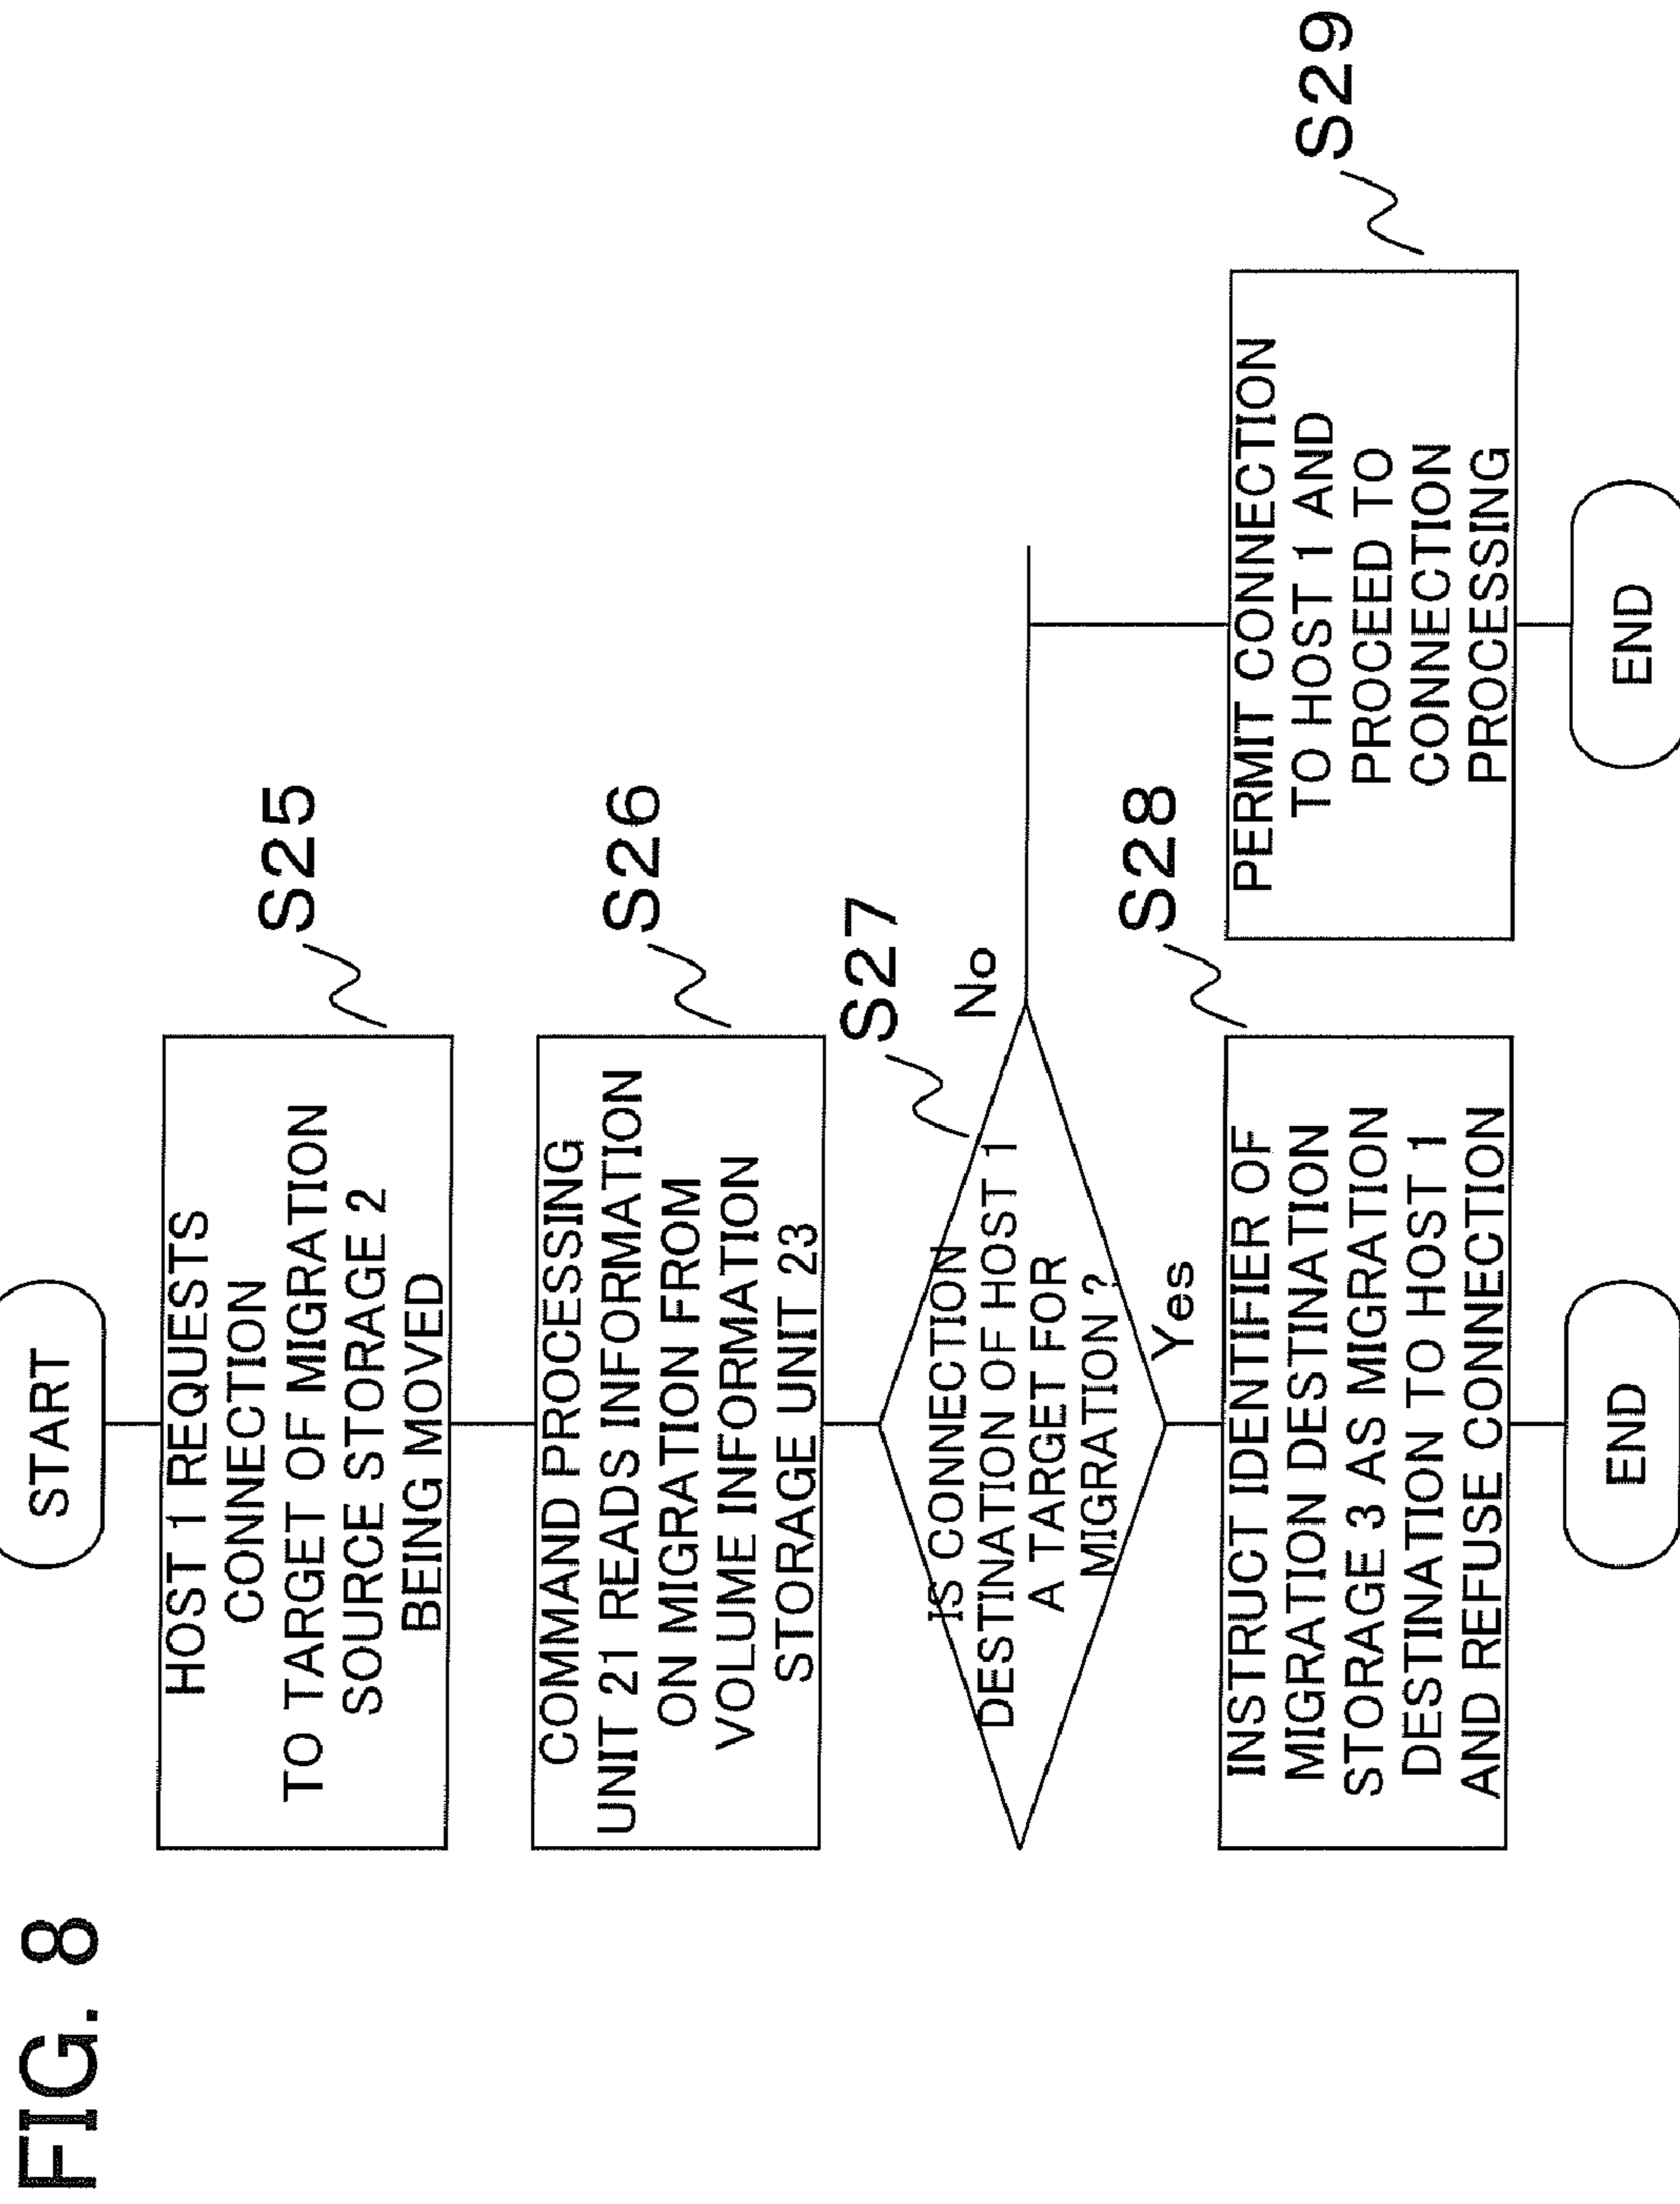 FIG. 8
START
HOST 1 REQUESTS
CONNECTION
TO TARGET OF MIGRATION
SOURCE STORAGE 2
BEING MOVED
S25
COMMAND PROCESSING
UNIT 21 READS INFORMATION
ON MIGRATION FROM
VOLUME INFORMATION
STORAGE UNIT 23
S26
IS CONNECTION
DESTINATION OF HOST 1
A TARGET FOR
MIGRATION ?
S27
No
Yes
INSTRUCT IDENTIFIER OF
MIGRATION DESTINATION
STORAGE 3 AS MIGRATION
DESTINATION TO HOST 1
AND REFUSE CONNECTION
S28
PERMIT CONNECTION
TO HOST 1 AND
PROCEED TO
CONNECTION
PROCESSING
S29
END
END